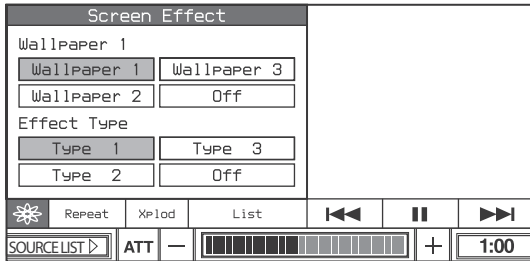 Screen Effect
Wallpaper 1
Wallpaper 1 Wallpaper 3
Wallpaper 2 Off
Effect Type
Type 1 Type 3
Type 2 Off
Repeat Xplod List
SOURCE LIST ATT − + 1:00